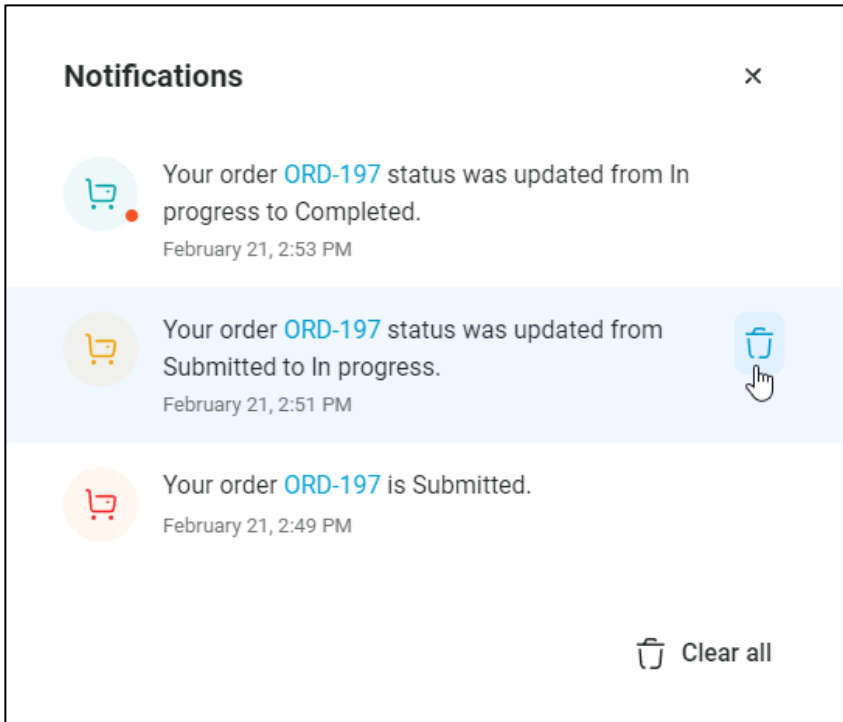 Notifications
Your order ORD-197 status was updated from In
progress to Completed.
February 21, 2:53 PM
Your order ORD-197 status was updated from
Submitted to In progress.
February 21, 2:51 PM
Your order ORD-197 is Submitted.
February 21, 2:49 PM
Clear all